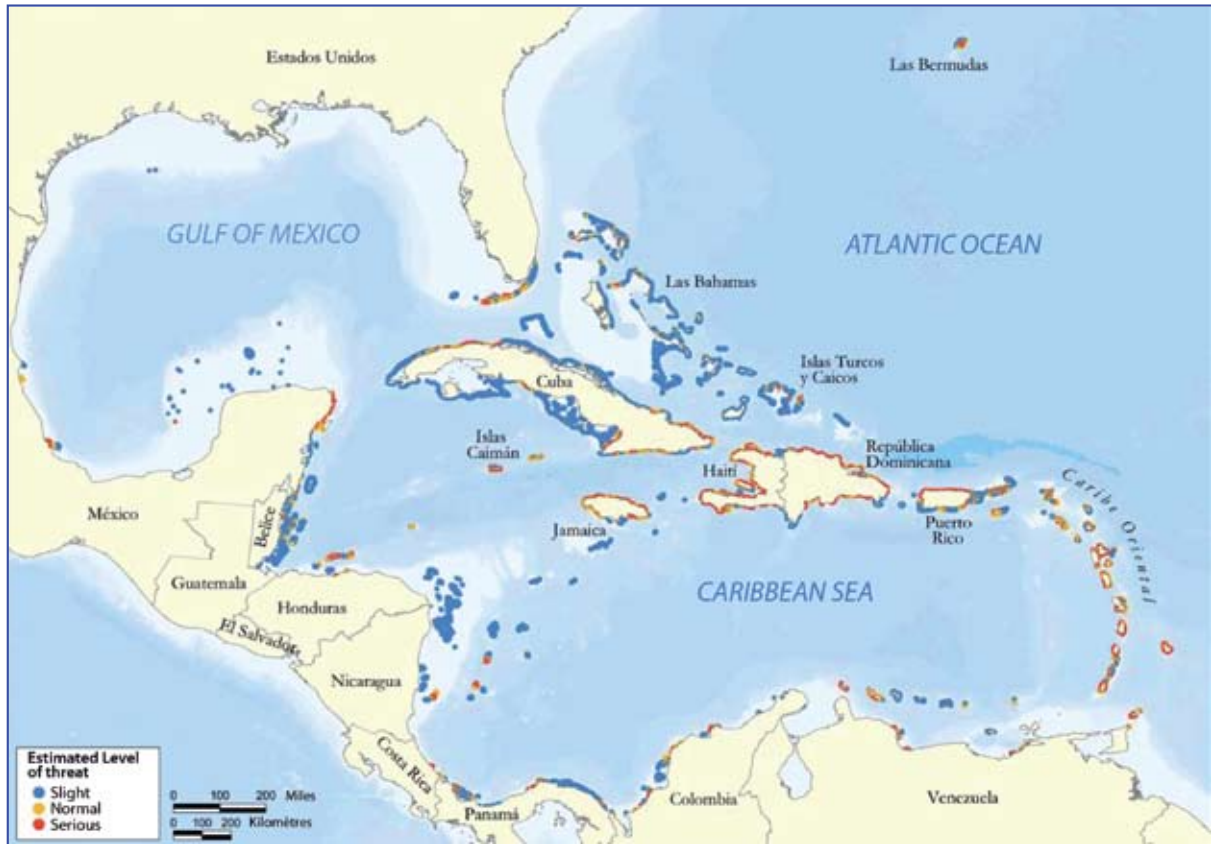 Estados Unidos
Las Bermudas
GULF OF MEXICO
ATLANTIC OCEAN
Las Bahamas
Islas Turcos
y Caicos
Cuba
Islas
Caimán
Haití
República
Dominicana
Caribe Oriental
México
Belice
Jamaica
Puerto
Rico
Guatemala
Honduras
CARIBBEAN SEA
El Salvador
Nicaragua
Costa Rica
Panamá
Colombia
Venezuela
Estimated Level
of threat
Slight
Normal
Serious
0 100 200 Miles
0 100 200 Kilomètres